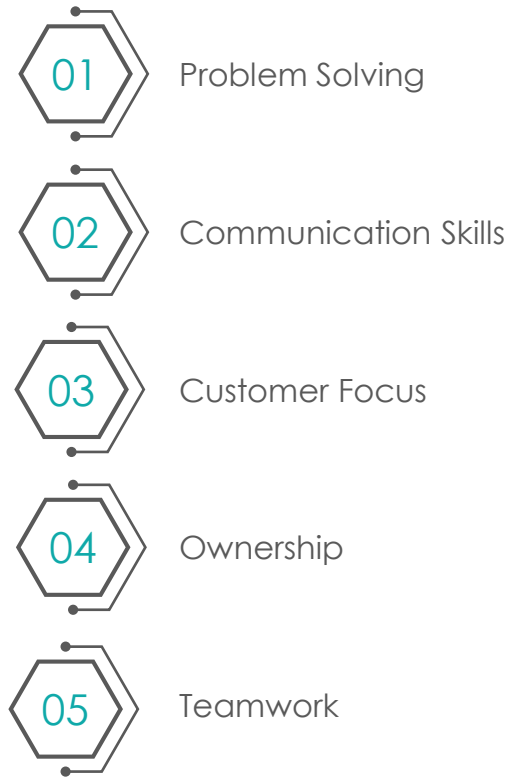 01 Problem Solving
02 Communication Skills
03 Customer Focus
04 Ownership
05 Teamwork